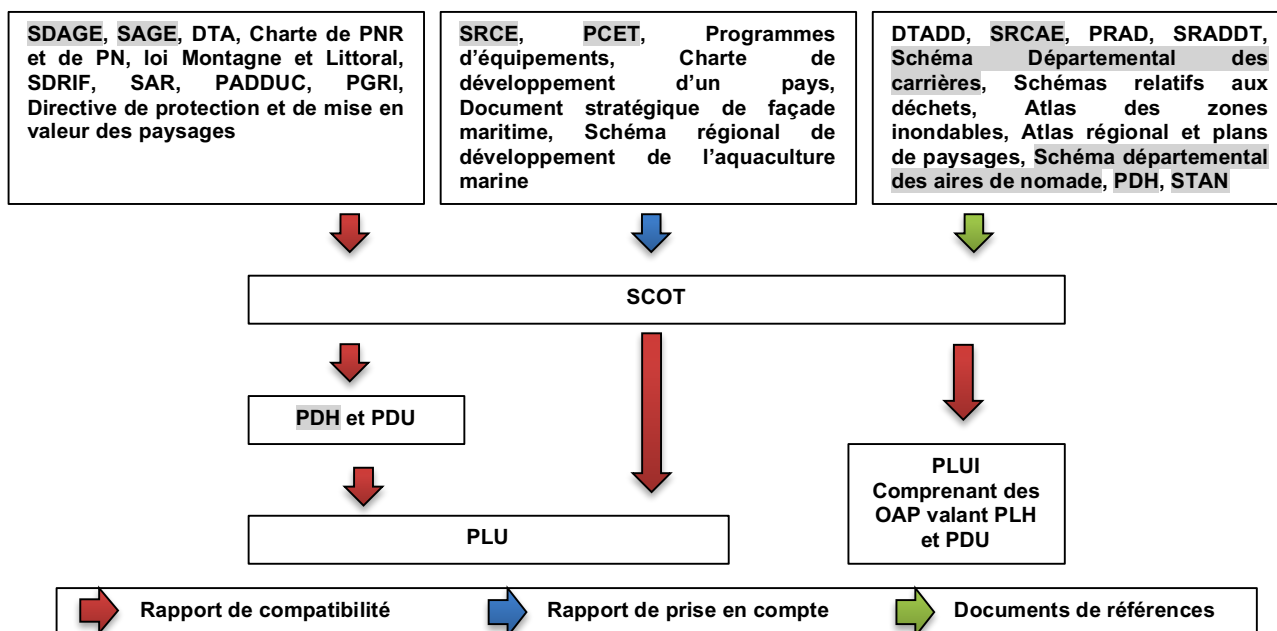 SDAGE, SAGE, DTA, Charte de PNR
et de PN, loi Montagne et Littoral,
SDRIF, SAR, PADDUC, PGRI,
Directive de protection et de mise en
valeur des paysages
SRCE, PCET, Programmes
d'équipements, Charte de
développement d'un pays,
Document stratégique de façade
maritime, Schéma régional de
développement de l'aquaculture
marine
DTADD, SRCAE, PRAD, SRADDT,
Schéma Départemental des
carrières, Schémas relatifs aux
déchets, Atlas des zones
inondables, Atlas régional et plans
de paysages, Schéma départemental
des aires de nomade, PDH, STAN
SCOT
PDH et PDU
PLU
PLUI
Comprenant des
OAP valant PLH
et PDU
Rapport de compatibilité
Rapport de prise en compte
Documents de références